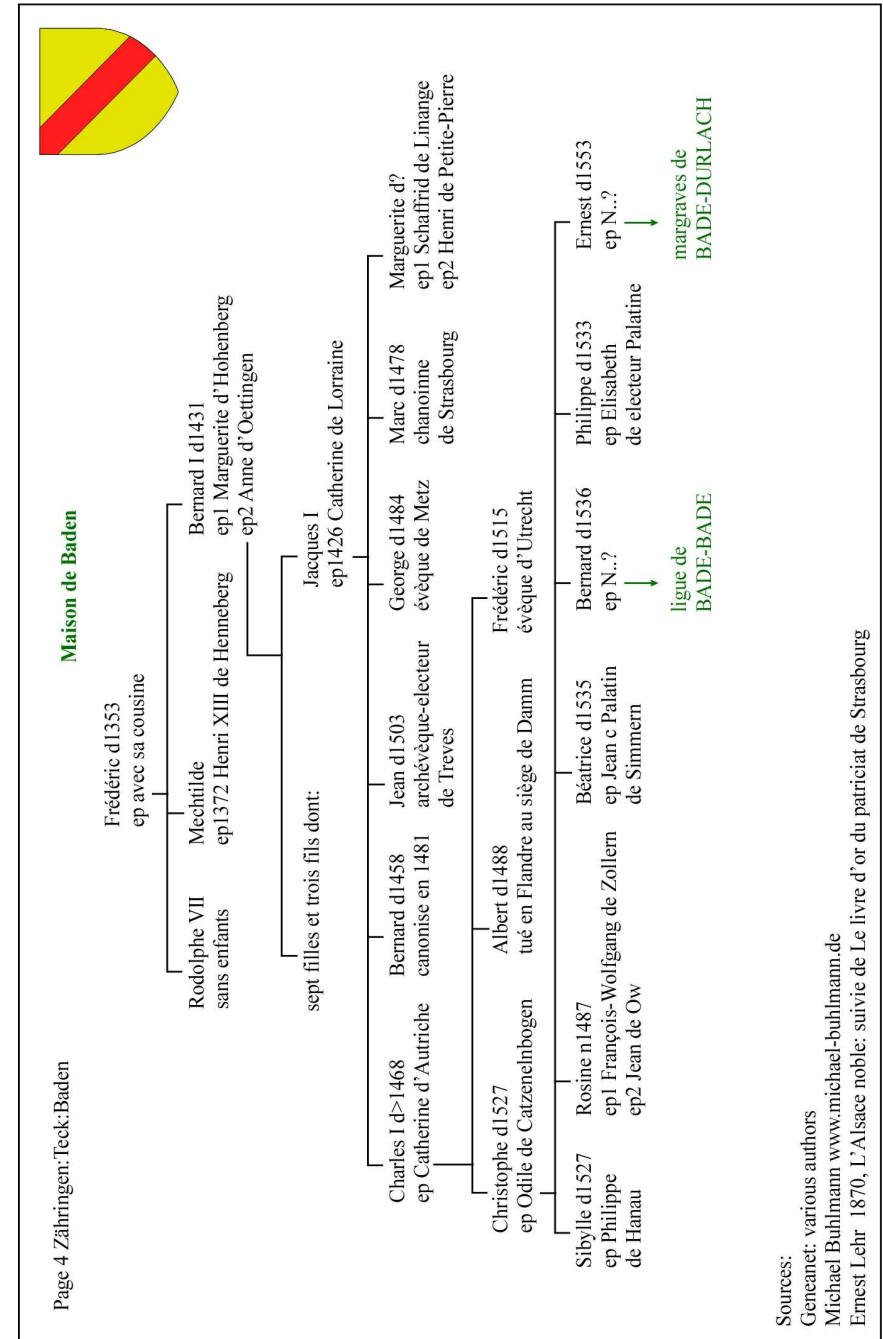 Page 4 Zähringen:Teck:Baden
Maison de Baden
Frédéric d1353
ep avec sa cousine
Rodolphe VII
sans enfants
Mechtilde
ep1372 Henri XIII de Henneberg
Bernard I d1431
ep1 Marguerite d'Hohenberg
ep2 Anne d'Oettingen
sept filles et trois fils dont:
Jacques I
ep1426 Catherine de Lorraine
Charles I d>1468
ep Catherine d'Autriche
Bernard d1458
canonise en 1481
Jean d1503
archévèque-electeur
de Treves
George d1484
évèque de Metz
Marc d1478
chanoinne
de Strasbourg
Marguerite d?
ep1 Schaffrid de Linange
ep2 Henri de Petite-Pierre
Christophe d1527
ep Odile de Catzenelnbogen
Albert d1488
tué en Flandre au siège de Damm
Frédéric d1515
évèque d'Utrecht
Sibylle d1527
ep Philippe
de Hanau
Rosine n1487
ep1 François-Wolfgang de Zollern
ep2 Jean de Ow
Béatrice d1535
ep Jean c Palatin
de Simmern
Bernard d1536
ep N..?
Philippe d1533
ep Elisabeth
de electeur Palatine
Ernest d1553
ep N..?
ligue de
BADE-BADE
margraves de
BADE-DURLACH
Sources:
Geneanet: various authors
Michael Buhlmann www.michael-buhlmann.de
Ernest Lehr  1870, L'Alsace noble: suivie de Le livre d'or du patriciat de Strasbourg